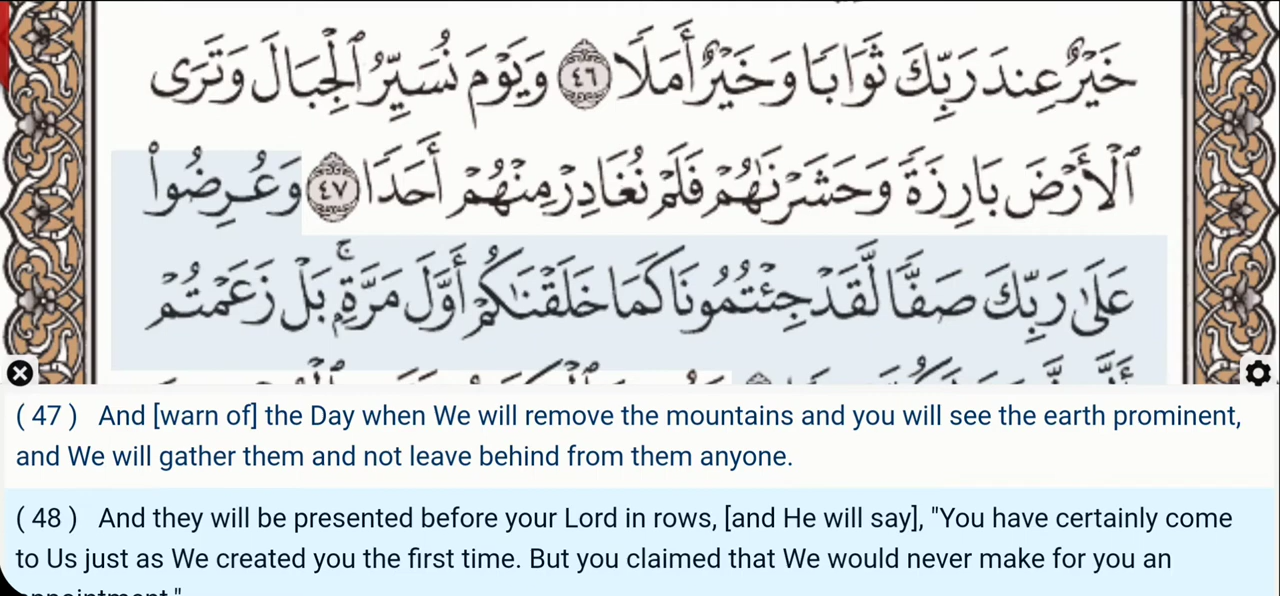 خَيْرٌ عِندَ رَبِّكَ ثَوَابًا وَخَيْرٌ أَمَلًا ٤٦ وَيَوْمَ نُسَيِّرُ ٱلْجِبَالَ وَتَرَى
ٱلْأَرْضَ بَارِزَةً وَحَشَرْنَٰهُمْ فَلَمْ نُغَادِرْ مِنْهُمْ أَحَدًا ٤٧ وَعُرِضُوا۟
عَلَىٰ رَبِّكَ صَفًّا لَّقَدْ جِئْتُمُونَا كَمَا خَلَقْنَٰكُمْ أَوَّلَ مَرَّةٍۭ ۚ بَلْ زَعَمْتُمْ
( 47 ) And [warn of] the Day when We will remove the mountains and you will see the earth prominent,
and We will gather them and not leave behind from them anyone.
( 48 ) And they will be presented before your Lord in rows, [and He will say], "You have certainly come
to Us just as We created you the first time. But you claimed that We would never make for you an
appointment."